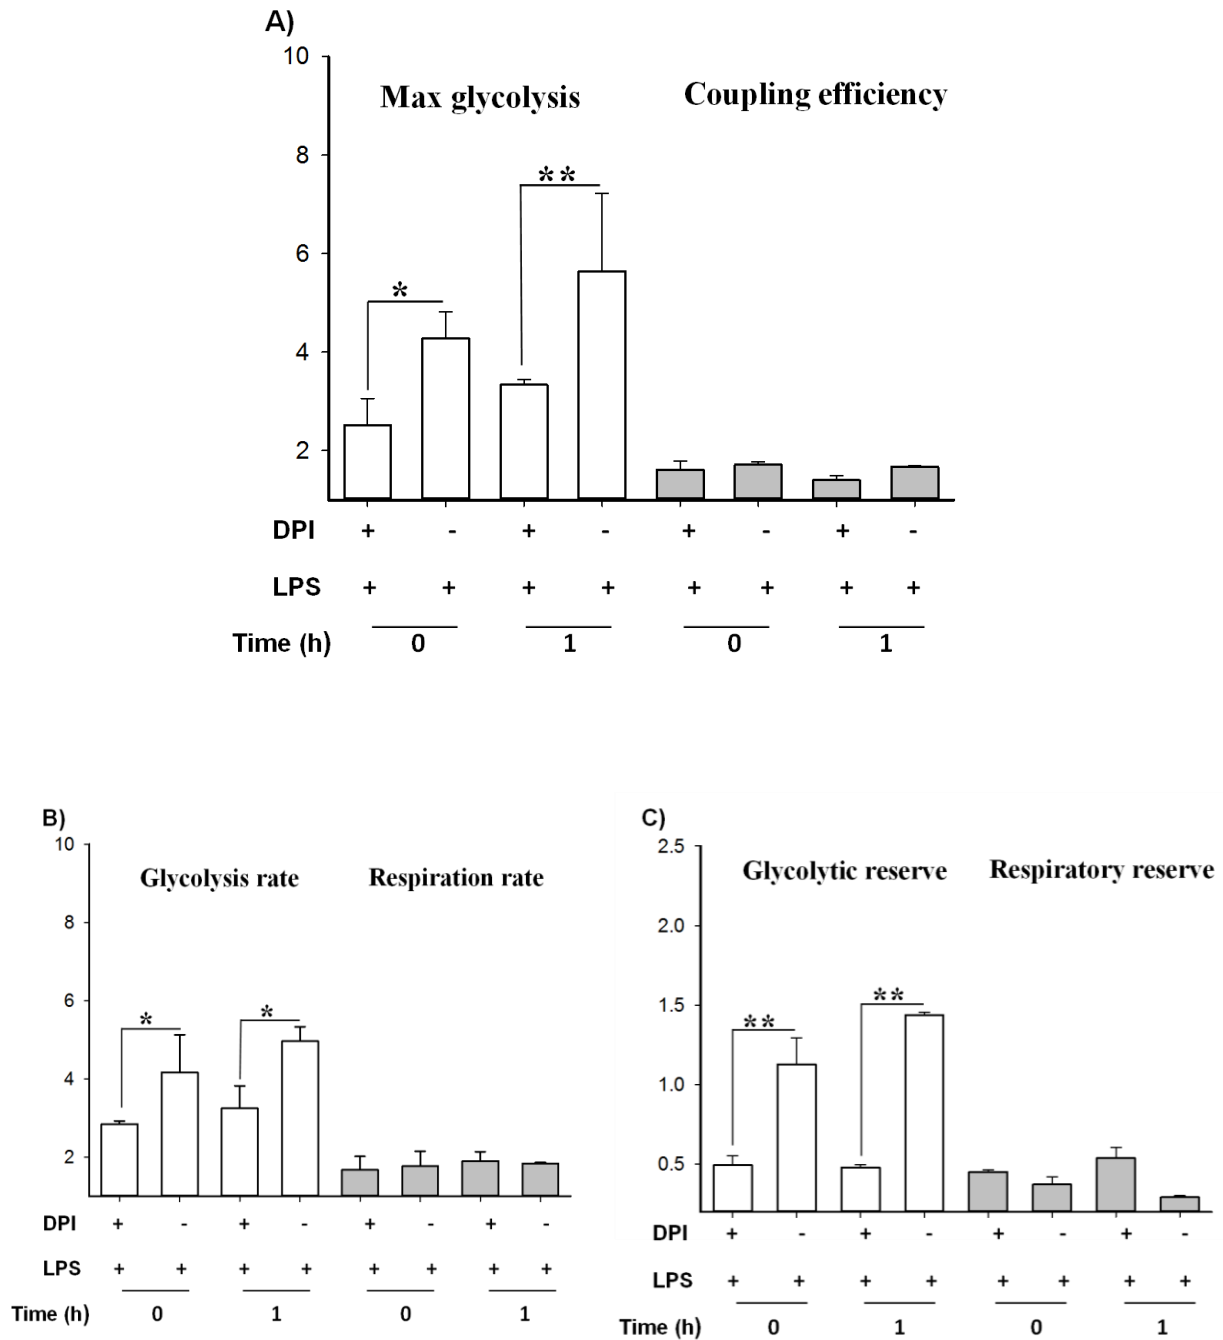 A)
10
Max glycolysis Coupling efficiency
8
**
6
*
4
2
DPI + - + - + - + -
LPS + + + + + + + +
Time (h) 0 1 0 1
B)
10
Glycolysis rate Respiration rate
8
6
* *
4
2
DPI + - + - + - + -
LPS + + + + + + + +
Time (h) 0 1 0 1
C)
2.5
Glycolytic reserve Respiratory reserve
2.0
1.5
** **
1.0
0.5
DPI + - + - + - + -
LPS + + + + + + + +
Time (h) 0 1 0 1